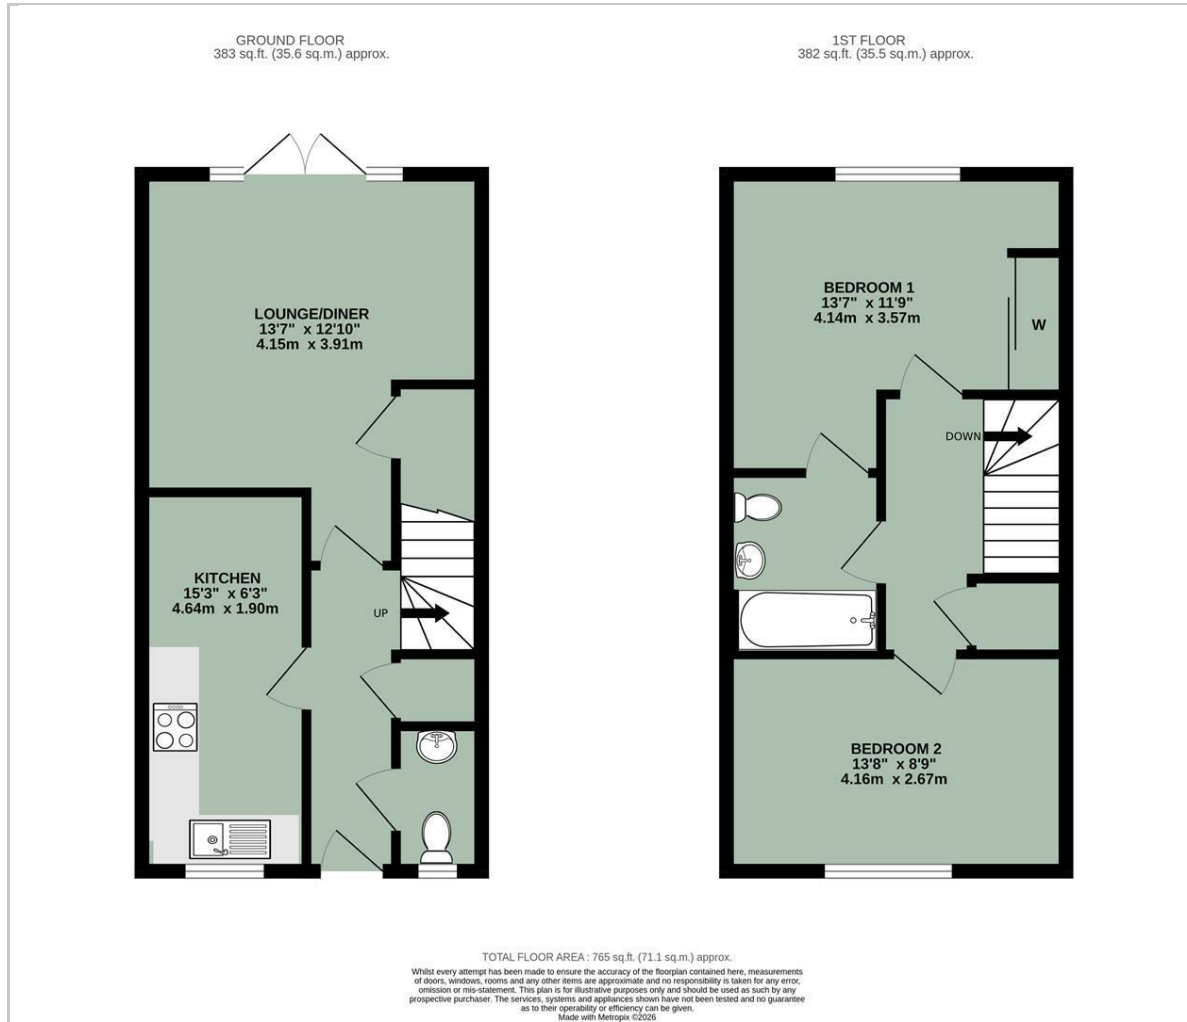 GROUND FLOOR
383 sq.ft. (35.6 sq.m.) approx.
1ST FLOOR
382 sq.ft. (35.5 sq.m.) approx.
LOUNGE/DINER
13'7" x 12'10"
4.15m x 3.91m
KITCHEN
15'3" x 6'3"
4.64m x 1.90m
UP
BEDROOM 1
13'7" x 11'9"
4.14m x 3.57m
W
DOWN
BEDROOM 2
13'8" x 8'9"
4.16m x 2.67m
TOTAL FLOOR AREA : 765 sq.ft. (71.1 sq.m.) approx.
Whilst every attempt has been made to ensure the accuracy of the floorplan contained here, measurements
of doors, windows, rooms and any other items are approximate and no responsibility is taken for any error,
omission or mis-statement. This plan is for illustrative purposes only and should be used as such by any
prospective purchaser. The services, systems and appliances shown have not been tested and no guarantee
as to their operability or efficiency can be given.
Made with Metropix ©2026